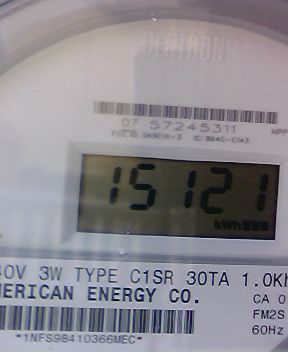 CENTRON
07 57245311
15121
kWh
40V 3W TYPE C1SR 30TA 1.0K
MERICAN ENERGY CO.
CA 0
FM2S
60Hz
*1NFS98410366MEC*